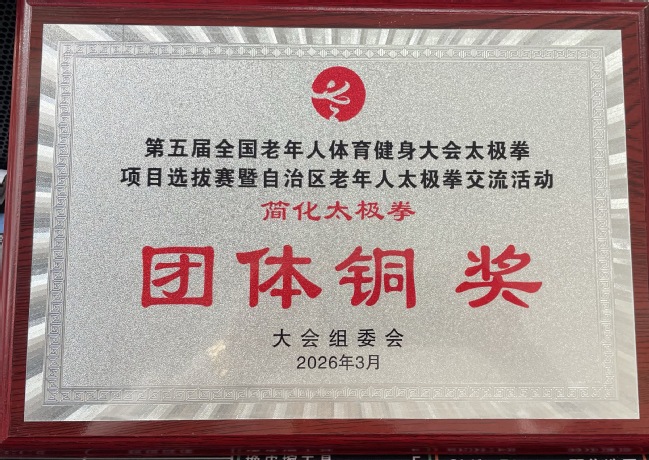 第五届全国老年人体育健身大会太极拳
项目选拔赛暨自治区老年人太极拳交流活动
简化太极拳
团体铜奖
大会组委会
2026年3月